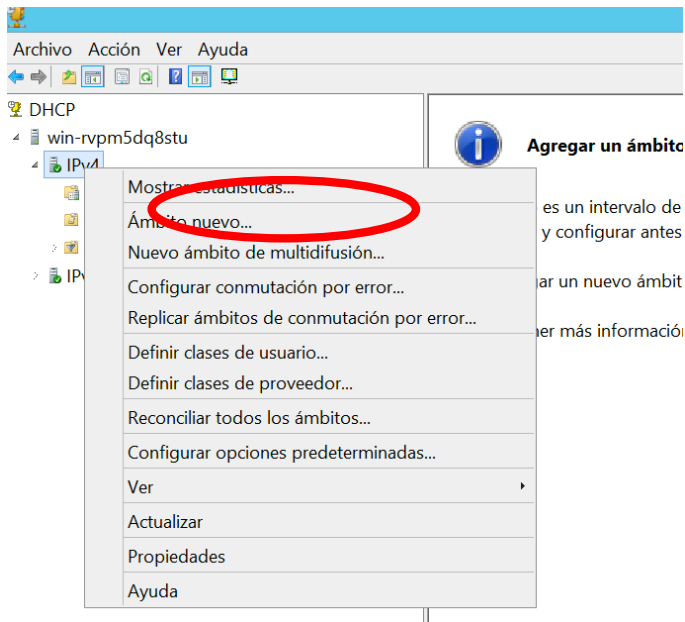 Archivo Acción Ver Ayuda
DHCP
win-rvpm5dq8stu
IPv4
Agregar un ámbito
Mostrar estadísticas...
Ámbito nuevo...
es un intervalo de
y configurar antes
Nuevo ámbito de multidifusión...
IPv
Configurar conmutación por error...
ar un nuevo ámbit
Replicar ámbitos de conmutación por error...
er más informació
Definir clases de usuario...
Definir clases de proveedor...
Reconciliar todos los ámbitos...
Configurar opciones predeterminadas...
Ver
Actualizar
Propiedades
Ayuda